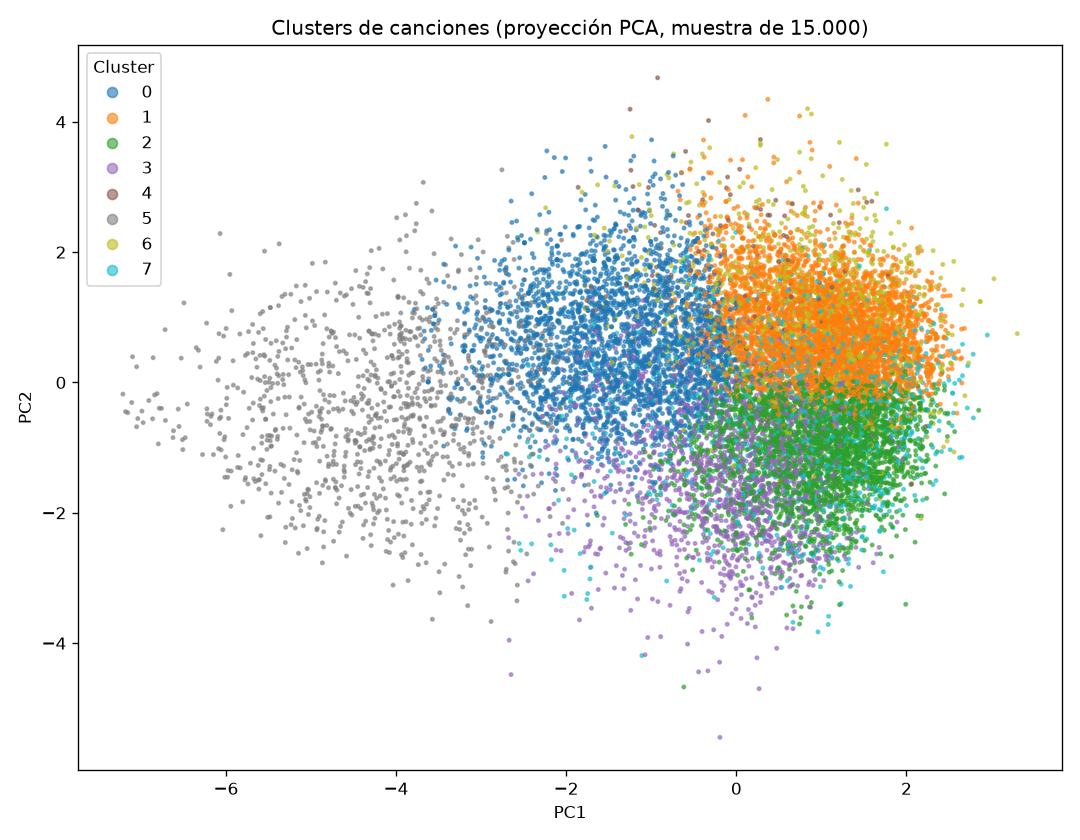 Clusters de canciones (proyección PCA, muestra de 15.000)
Cluster
0
1
2
3
4
5
6
7
PC2
4
2
0
−2
−4
−6 −4 −2 0 2
PC1